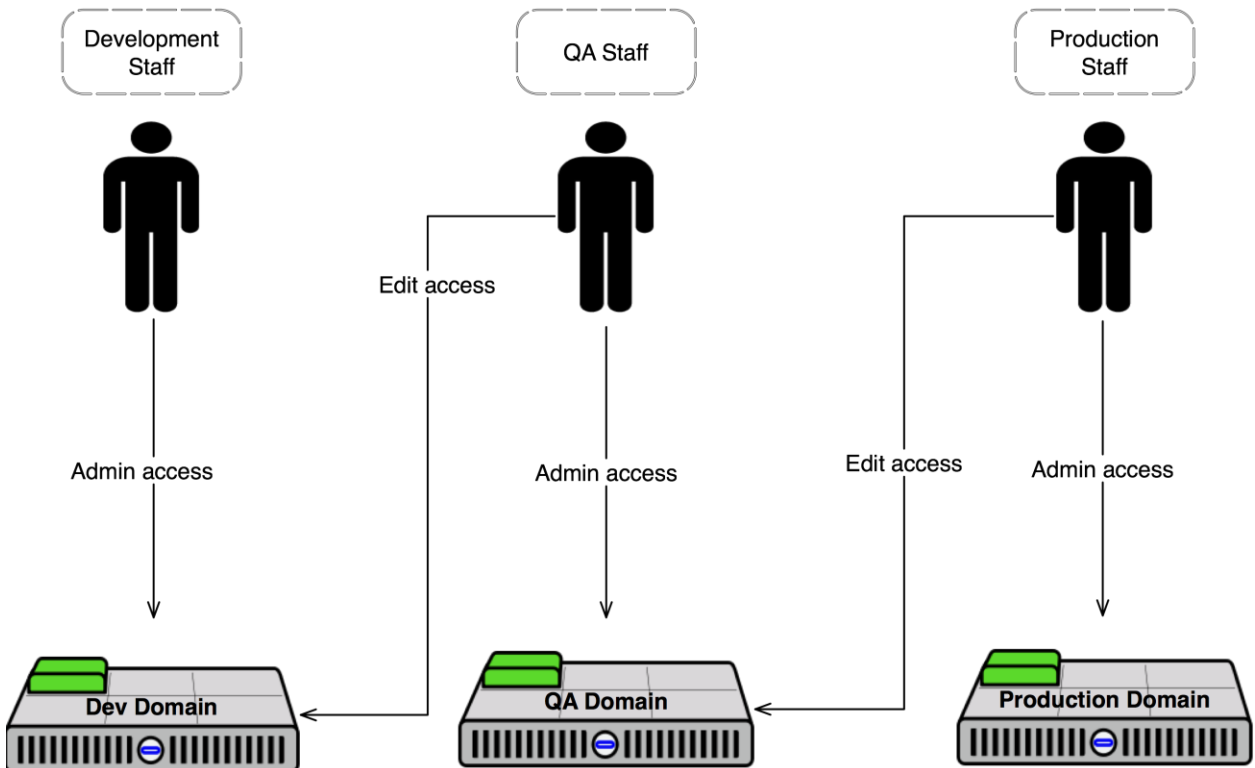 Development
Staff
QA Staff
Production
Staff
Edit access
Edit access
Admin access
Admin access
Admin access
Dev Domain
QA Domain
Production Domain